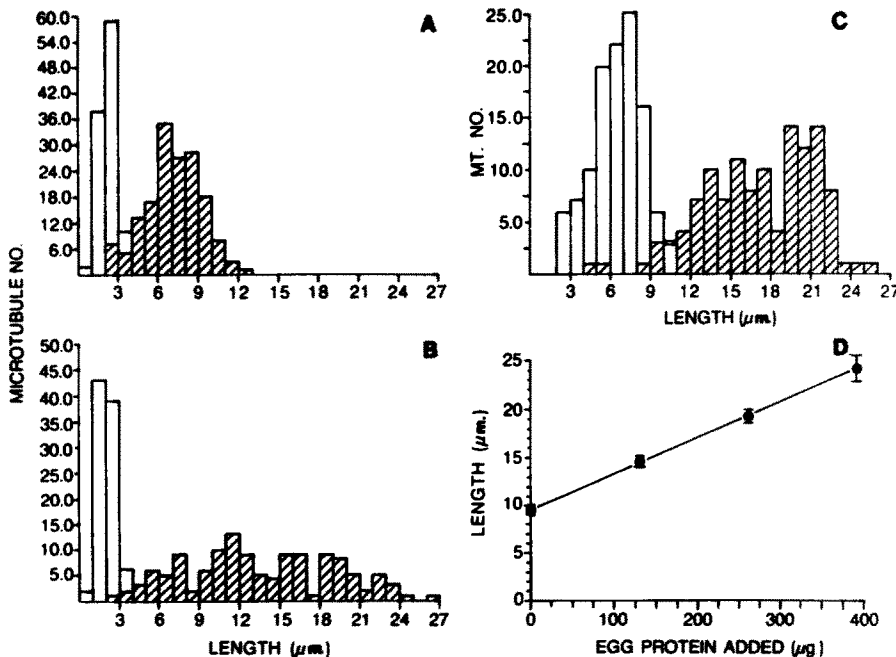 A
MICROTUBULE NO.
60.0
54.0
48.0
42.0
36.0
30.0
24.0
18.0
12.0
6.0
3 6 9 12 15 18 21 24 27
C
MT. NO.
25.0
20.0
15.0
10.0
5.0
3 6 9 12 15 18 21 24 27
LENGTH (µm.)
B
50.0
45.0
40.0
35.0
30.0
25.0
20.0
15.0
10.0
5.0
3 6 9 12 15 18 21 24 27
LENGTH (µm.)
D
LENGTH (µm.)
25
20
15
10
5
0
0 100 200 300 400
EGG PROTEIN ADDED (µg)